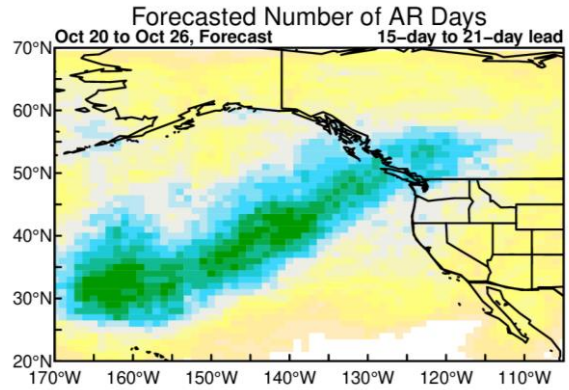 Forecasted Number of AR Days
Oct 20 to Oct 26, Forecast 15-day to 21-day lead
70°N
60°N
50°N
40°N
30°N
20°N
170°W 160°W 150°W 140°W 130°W 120°W 110°W